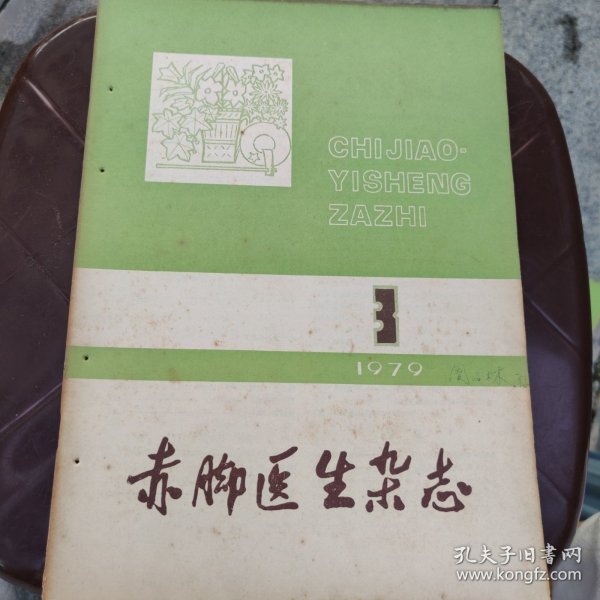 CHIJIAO-
YISHENG
ZAZHI
3
1979
赤脚医生杂志
孔夫子旧书网
www.kongfz.com